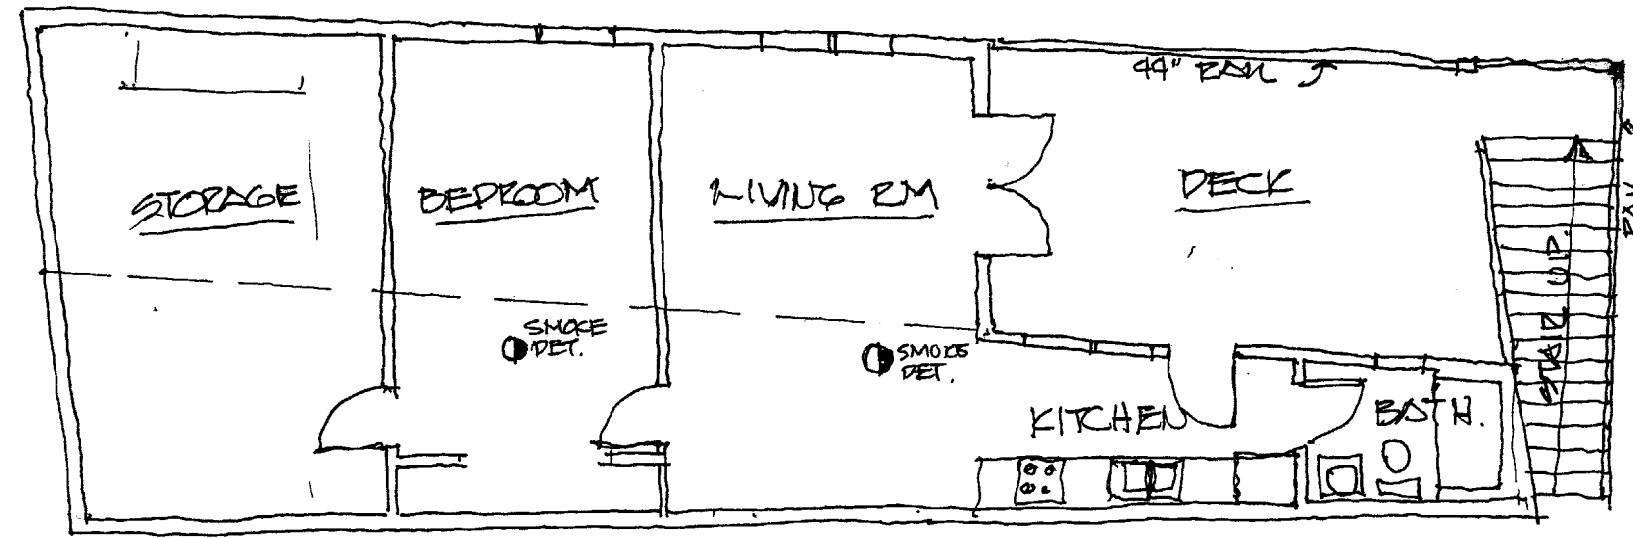 44" RAIL
STORAGE
BEDROOM
LIVING RM
DECK
STAIR UP.
SMOKE
DET.
SMOKE
DET.
KITCHEN
BATH.